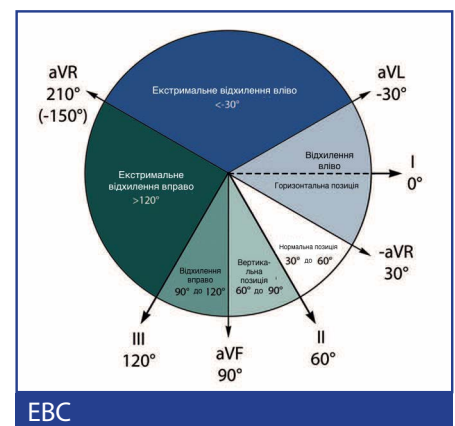 aVR
210°
(-150°)
Екстримальне відхилення вліво
<-30°
aVL
-30°
Екстримальне
відхилення вправо
>120°
Відхилення
вліво
Горизонтальна позиція
I
0°
Нормальна позиція
30° до 60°
-aVR
30°
Відхилення
вправо
90° до 120°
Вертика-
льна
позиція
60° до 90°
III
120°
aVF
90°
II
60°
ЕВС